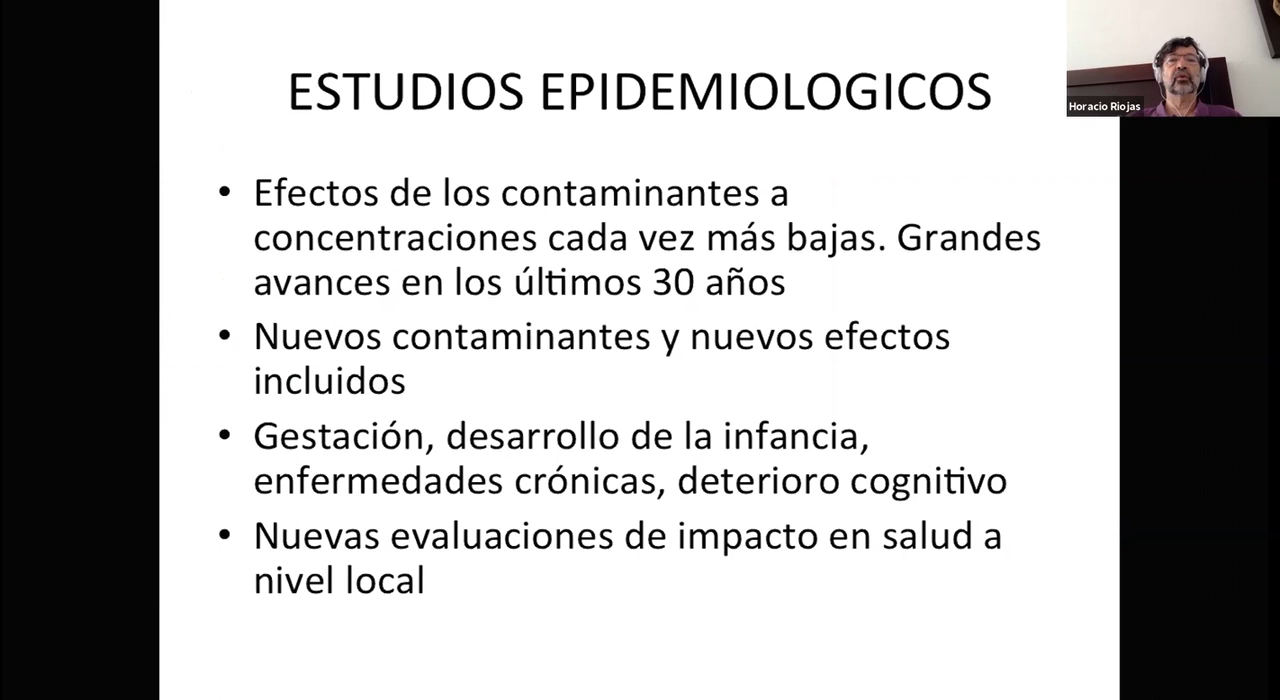 ESTUDIOS EPIDEMIOLOGICOS
Horacio Riojas
• Efectos de los contaminantes a
concentraciones cada vez más bajas. Grandes
avances en los últimos 30 años
• Nuevos contaminantes y nuevos efectos
incluidos
• Gestación, desarrollo de la infancia,
enfermedades crónicas, deterioro cognitivo
• Nuevas evaluaciones de impacto en salud a
nivel local